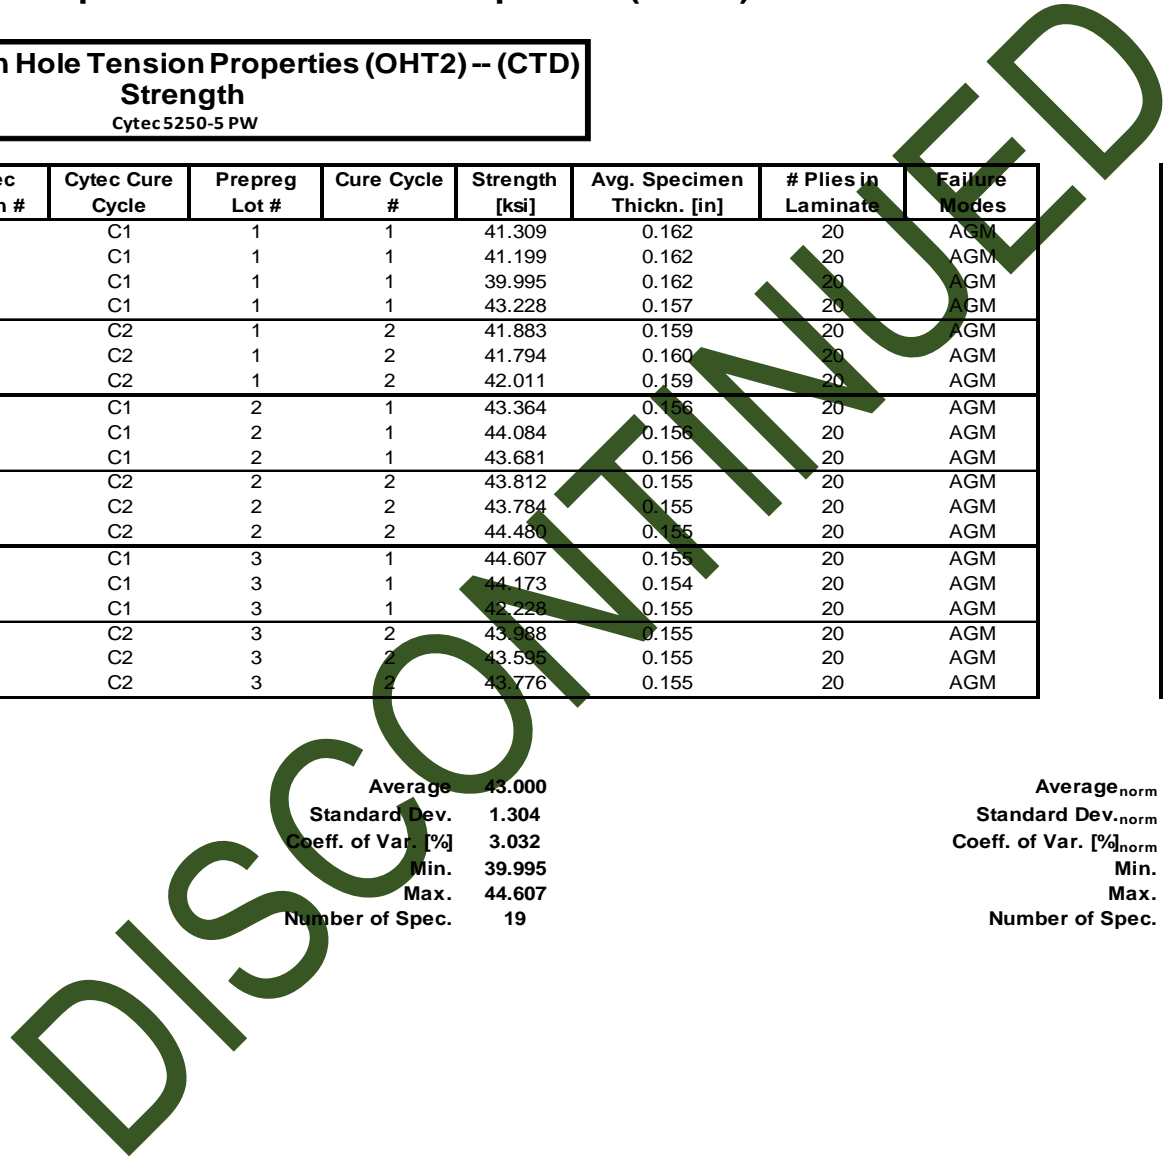 n Hole Tension Properties (OHT2) -- (CTD)
Strength
Cytec 5250-5 PW
ec Cytec Cure Prepreg Cure Cycle Strength Avg. Specimen # Plies in Failure
n # Cycle Lot # # [ksi] Thickn. [in] Laminate Modes
C1 1 1 41.309 0.162 20 AGM
C1 1 1 41.199 0.162 20 AGM
C1 1 1 39.995 0.162 20 AGM
C1 1 1 43.228 0.157 20 AGM
C2 1 2 41.883 0.159 20 AGM
C2 1 2 41.794 0.160 20 AGM
C2 1 2 42.011 0.159 20 AGM
C1 2 1 43.364 0.156 20 AGM
C1 2 1 44.084 0.156 20 AGM
C1 2 1 43.681 0.156 20 AGM
C2 2 2 43.812 0.155 20 AGM
C2 2 2 43.784 0.155 20 AGM
C2 2 2 44.480 0.155 20 AGM
C1 3 1 44.607 0.155 20 AGM
C1 3 1 44.173 0.154 20 AGM
C1 3 1 42.228 0.155 20 AGM
C2 3 2 43.988 0.155 20 AGM
C2 3 2 43.595 0.155 20 AGM
C2 3 2 43.776 0.155 20 AGM
Average 43.000 Average norm
Standard Dev. 1.304 Standard Dev. norm
Coeff. of Var. [%] 3.032 Coeff. of Var. [%] norm
Min. 39.995 Min.
Max. 44.607 Max.
Number of Spec. 19 Number of Spec.
DISCONTINUED